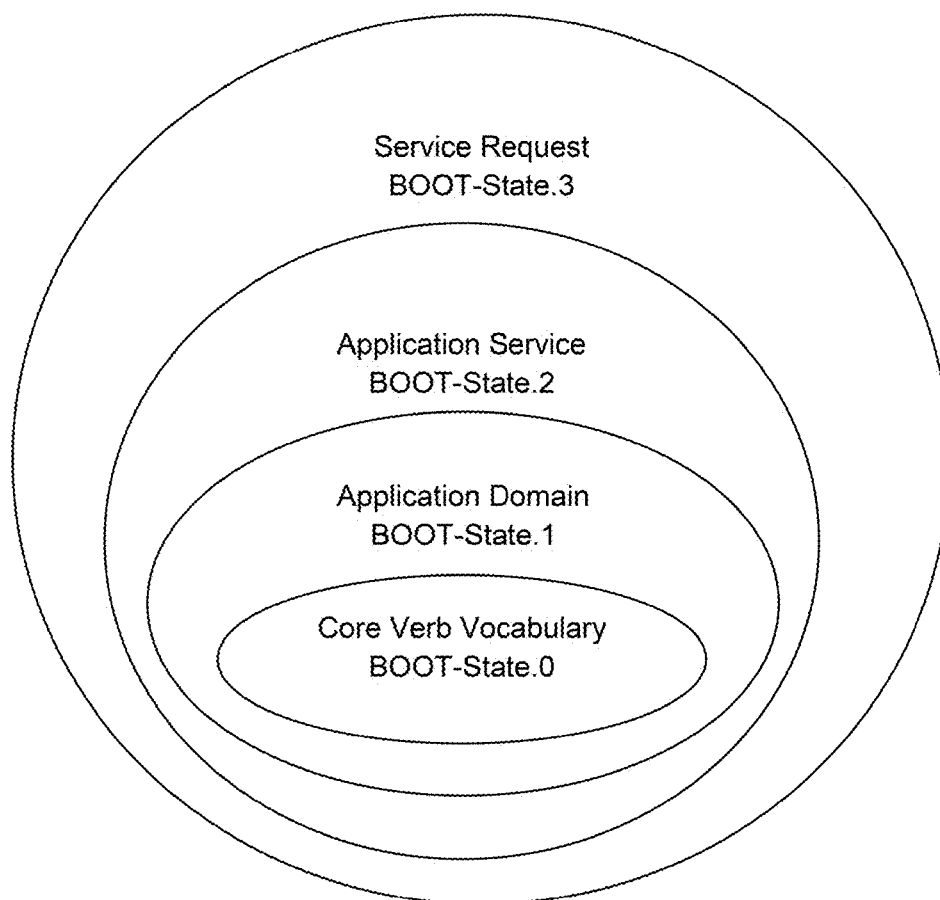 Service Request
BOOT-State.3
Application Service
BOOT-State.2
Application Domain
BOOT-State.1
Core Verb Vocabulary
BOOT-State.0